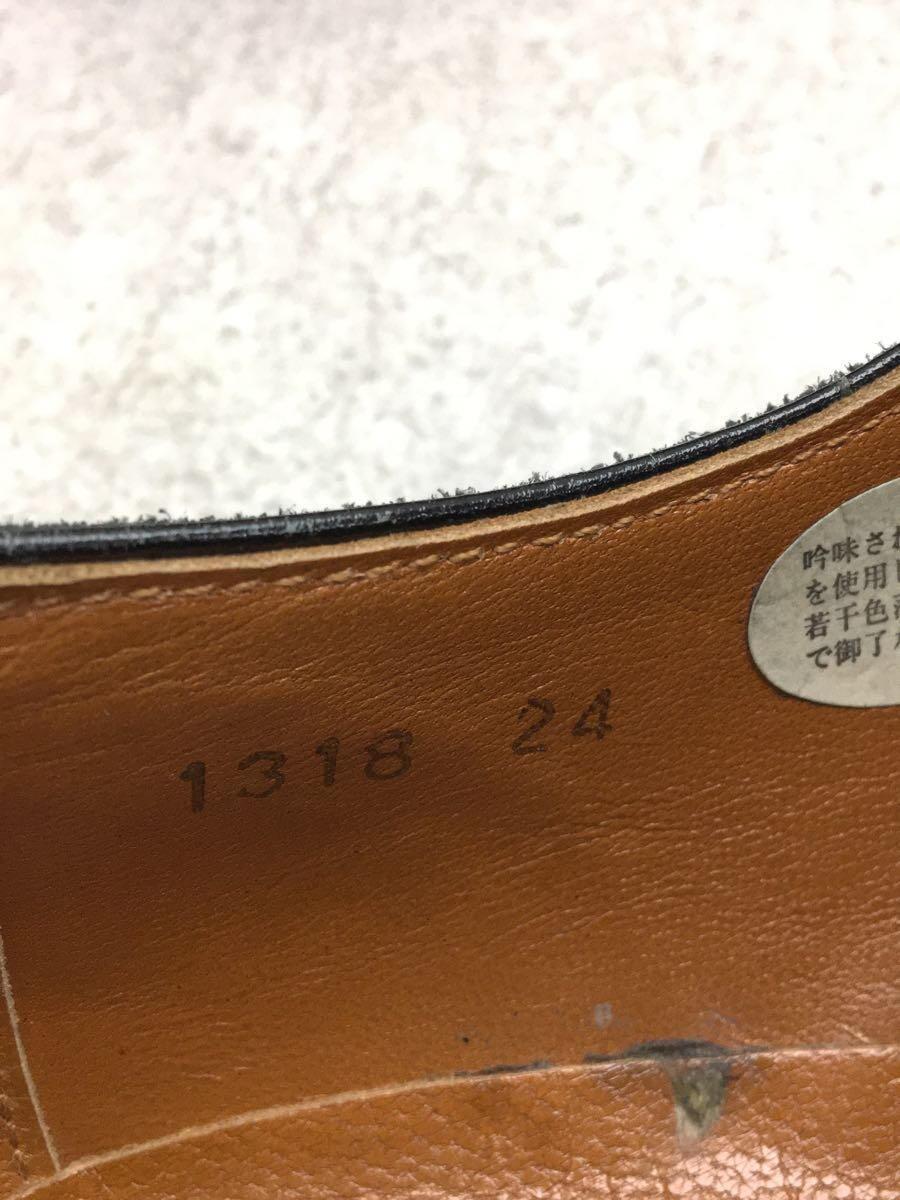 吟味さ
を使用
若干色
で御了
1318 24